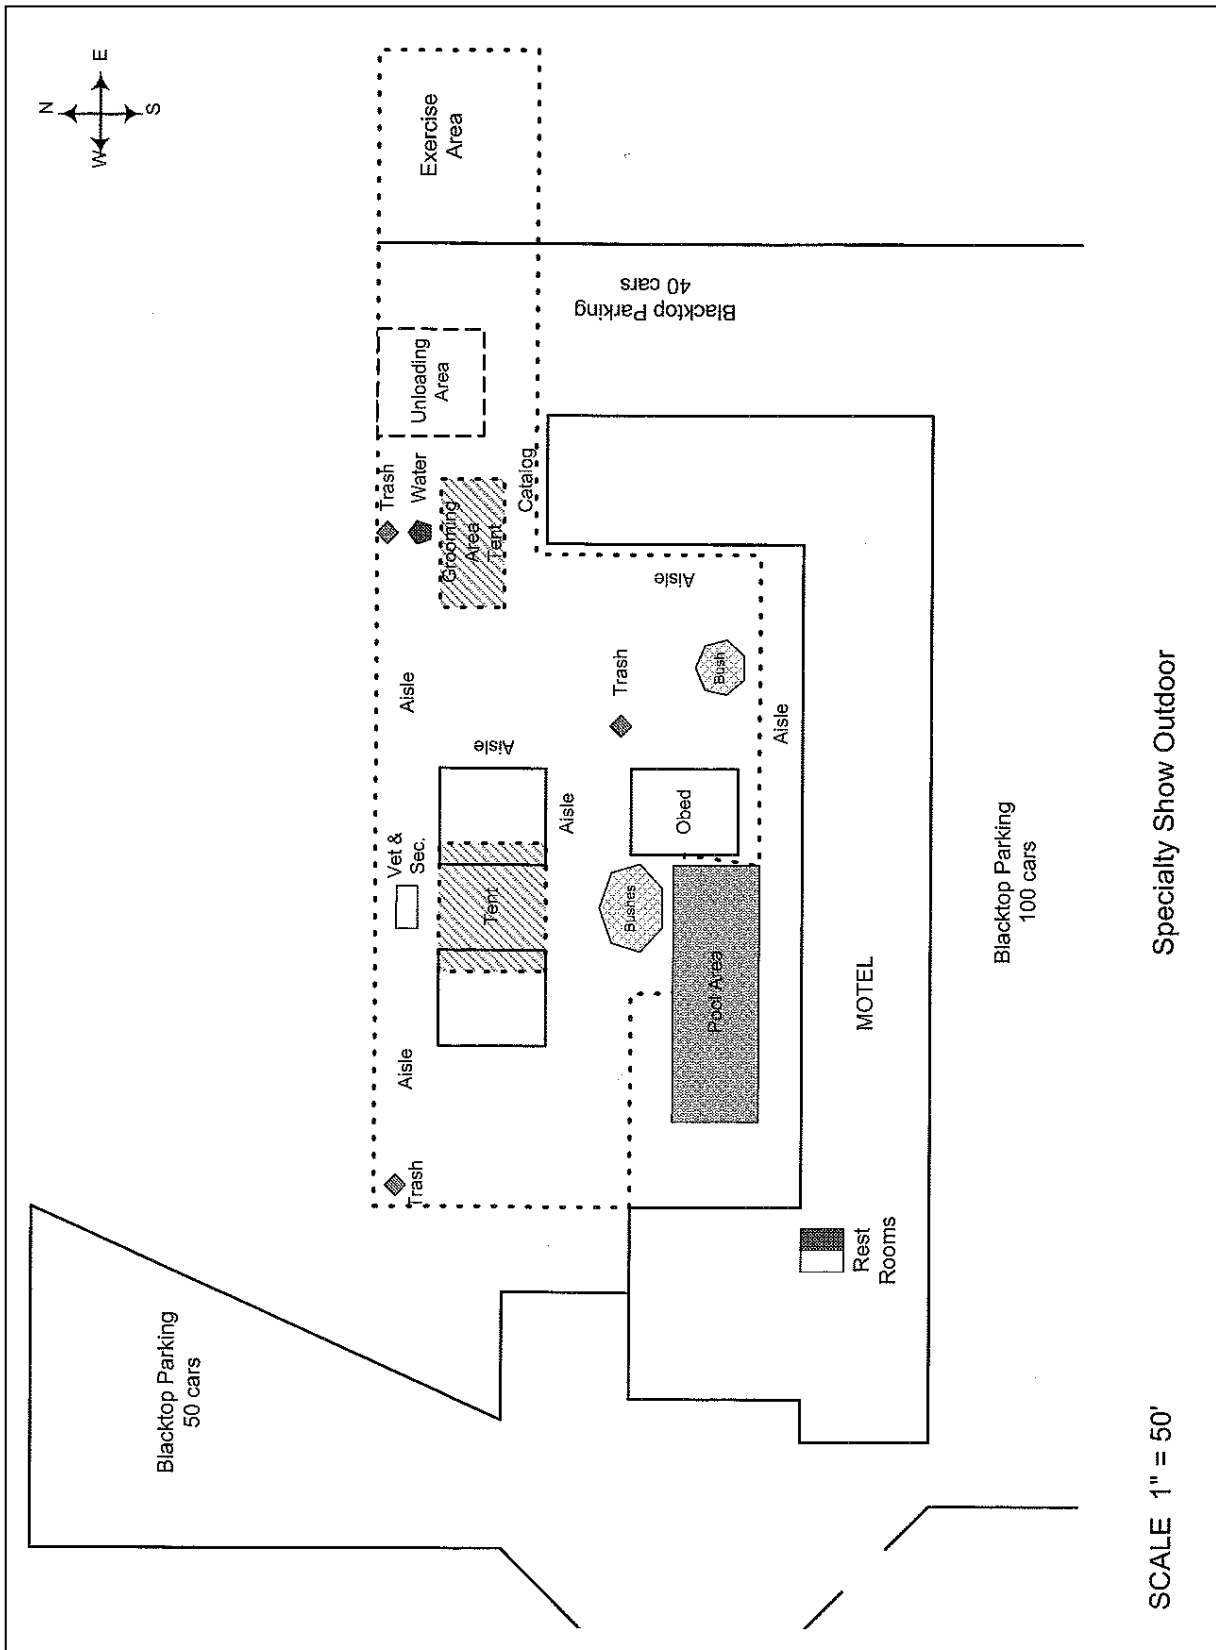 N
W
E
S
Blacktop Parking
50 cars
Trash
Aisle
Vet &
Sec.
Aisle
Trash
Water
Unloading
Area
Exercise
Area
Tent
Aisle
Grooming
Area
Tent
Catalog
Aisle
Bushes
Obed
Trash
Aisle
Bush
Blacktop Parking
40 cars
Pool Area
Aisle
Rest
Rooms
MOTEL
Blacktop Parking
100 cars
SCALE 1" = 50'
Specialty Show Outdoor